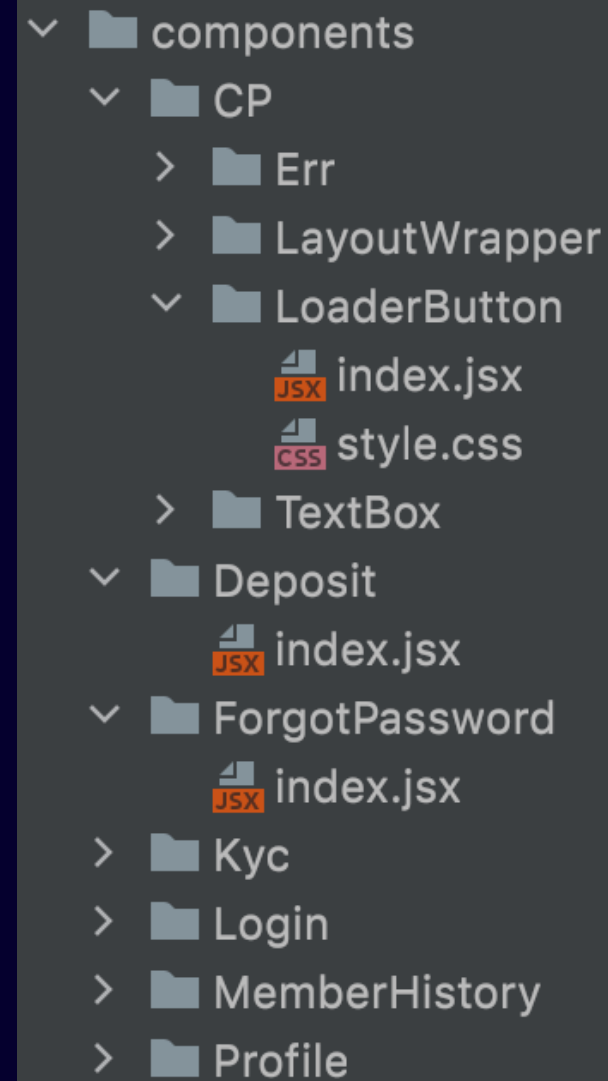 components
CP
Err
LayoutWrapper
LoaderButton
JSX index.jsx
CSS style.css
TextBox
Deposit
JSX index.jsx
ForgotPassword
JSX index.jsx
Kyc
Login
MemberHistory
Profile